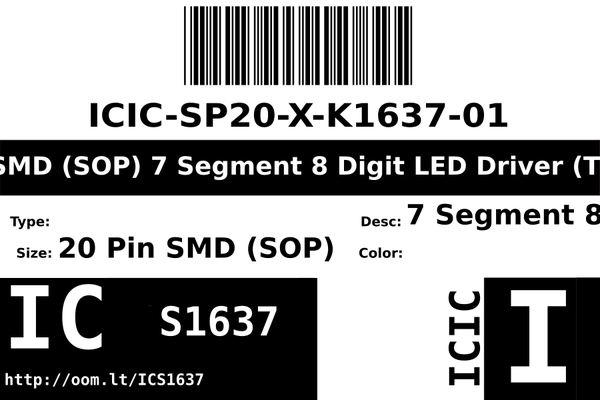 ICIC-SP20-X-K1637-01
SMD (SOP) 7 Segment 8 Digit LED Driver (T
Type:
Desc: 7 Segment 8
Size: 20 Pin SMD (SOP)
Color:
IC
S1637
http://oom.lt/ICS1637
ICIC
I